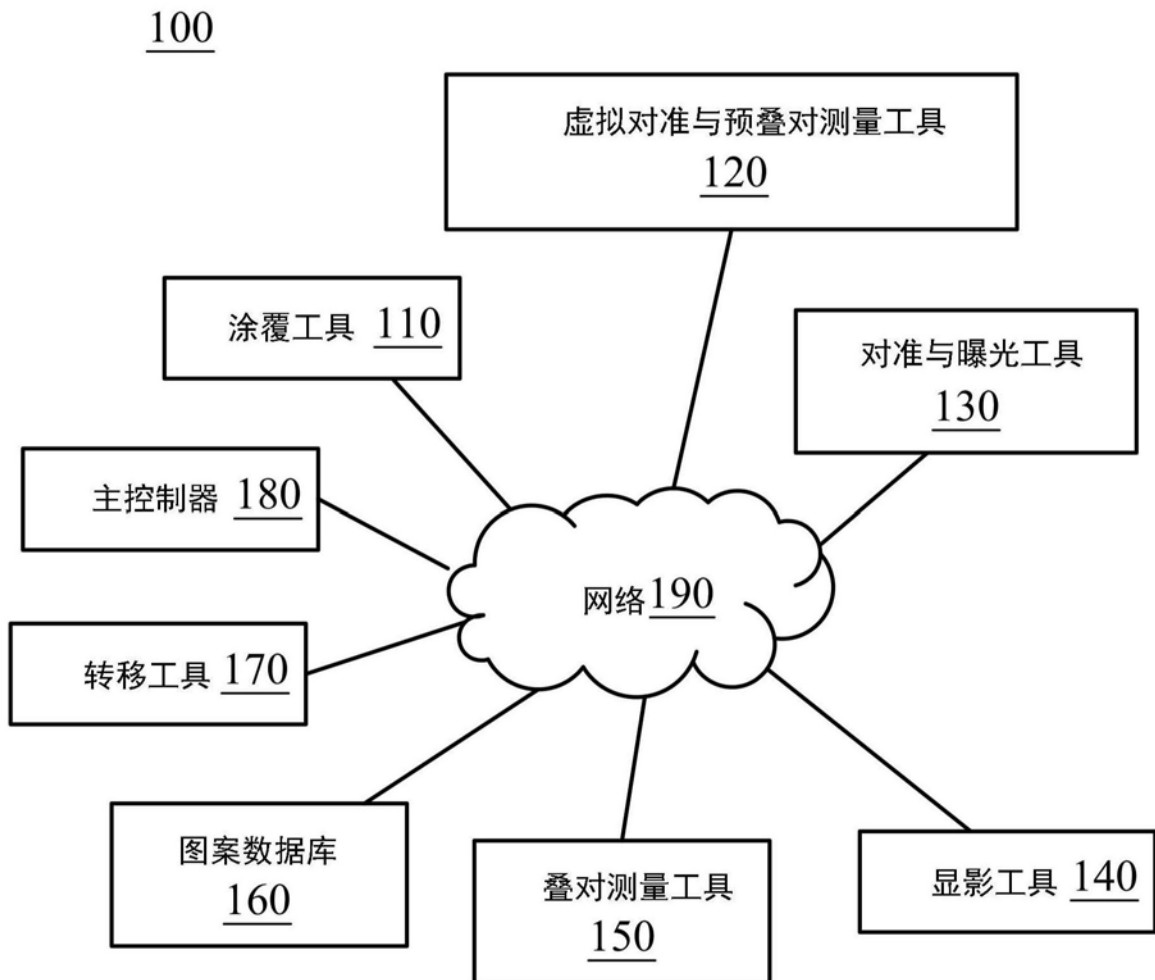 100
虚拟对准与预叠对测量工具
120
涂覆工具 110
对准与曝光工具
130
主控制器 180
网络190
转移工具 170
图案数据库
160
叠对测量工具
150
显影工具 140